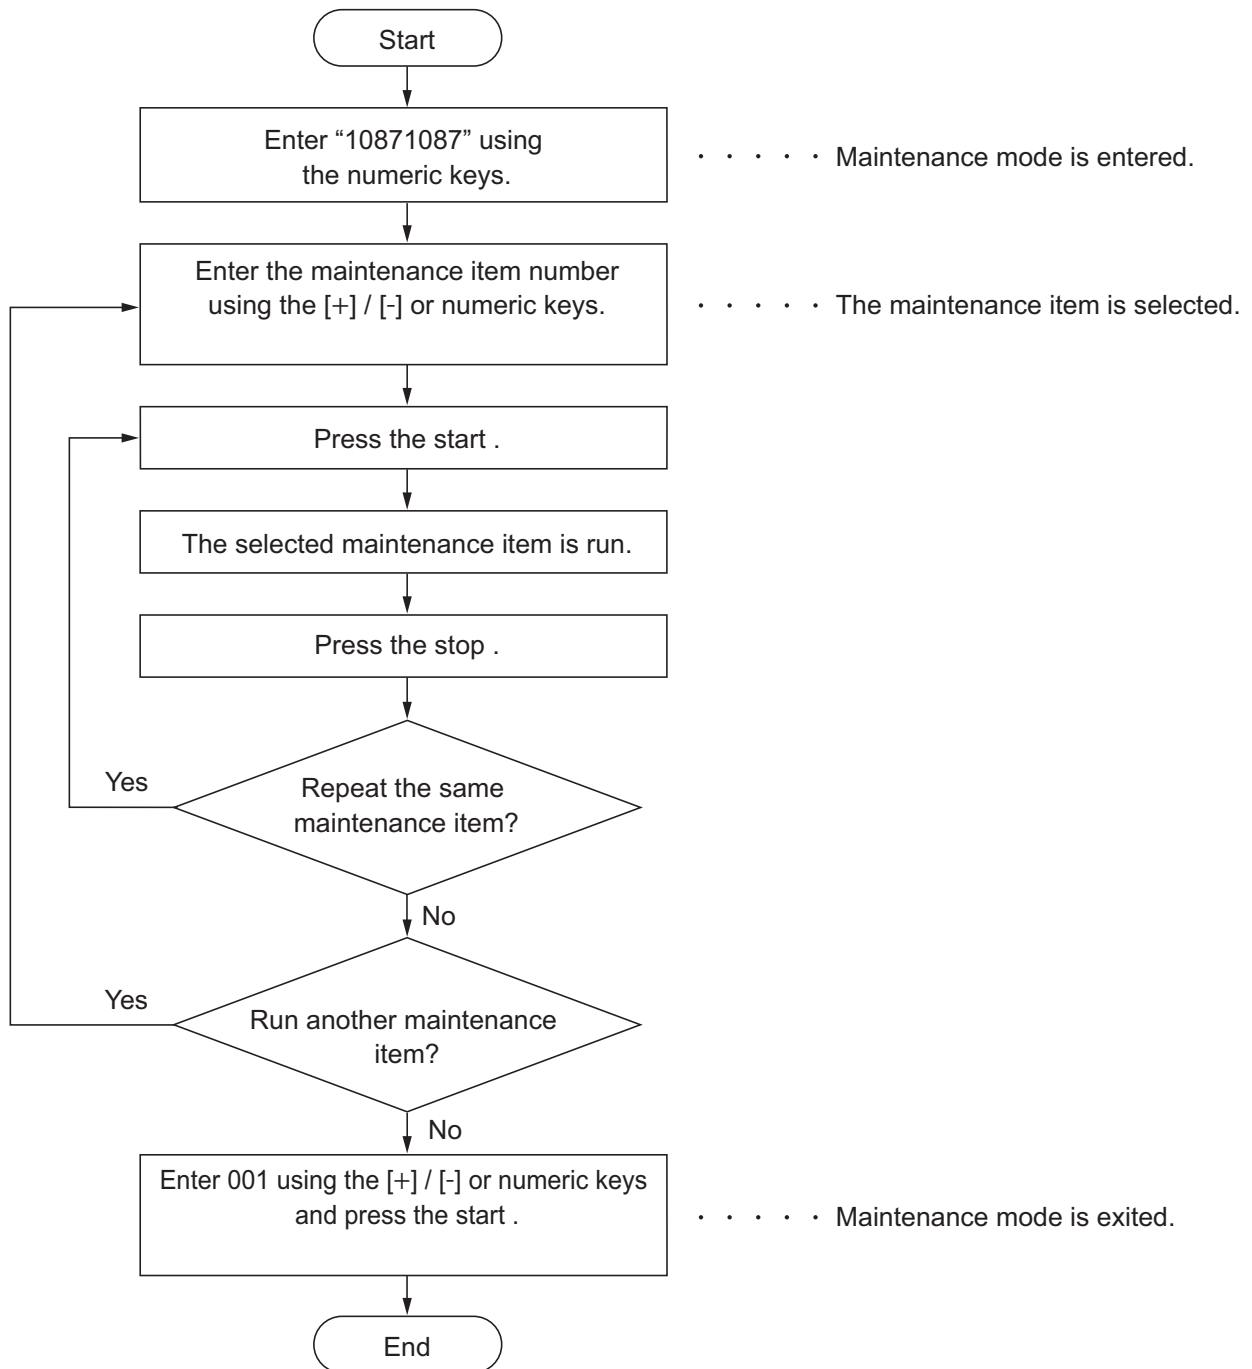 Start
Enter “10871087” using
the numeric keys.
· · · · · Maintenance mode is entered.
Enter the maintenance item number
using the [+] / [-] or numeric keys.
· · · · · The maintenance item is selected.
Press the start .
The selected maintenance item is run.
Press the stop .
Yes
Repeat the same
maintenance item?
No
Yes
Run another maintenance
item?
No
Enter 001 using the [+] / [-] or numeric keys
and press the start .
· · · · · Maintenance mode is exited.
End